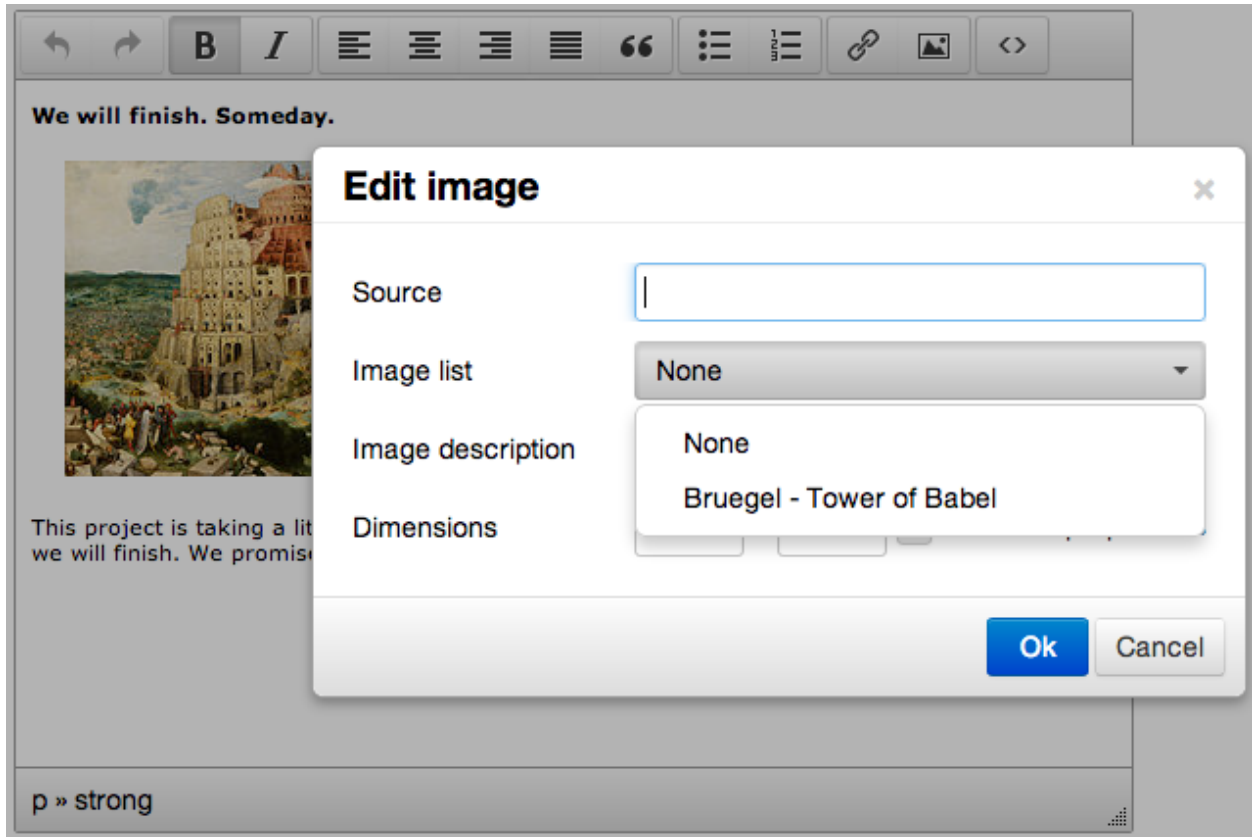 B I
We will finish. Someday.
Edit image
×
Source
Image list
None
None
Bruegel - Tower of Babel
Image description
Dimensions
This project is taking a lit
we will finish. We promise
Ok
Cancel
p » strong